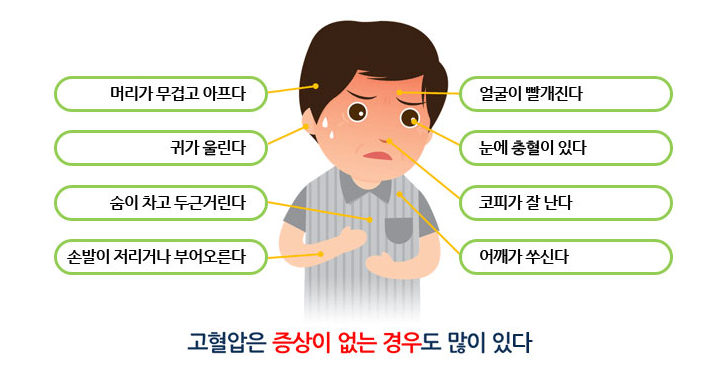 머리가 무겁고 아프다
얼굴이 빨개진다
귀가 울린다
눈에 충혈이 있다
숨이 차고 두근거린다
코피가 잘 난다
손발이 저리거나 부어오른다
어깨가 쑤신다
고혈압은 증상이 없는 경우도 많이 있다